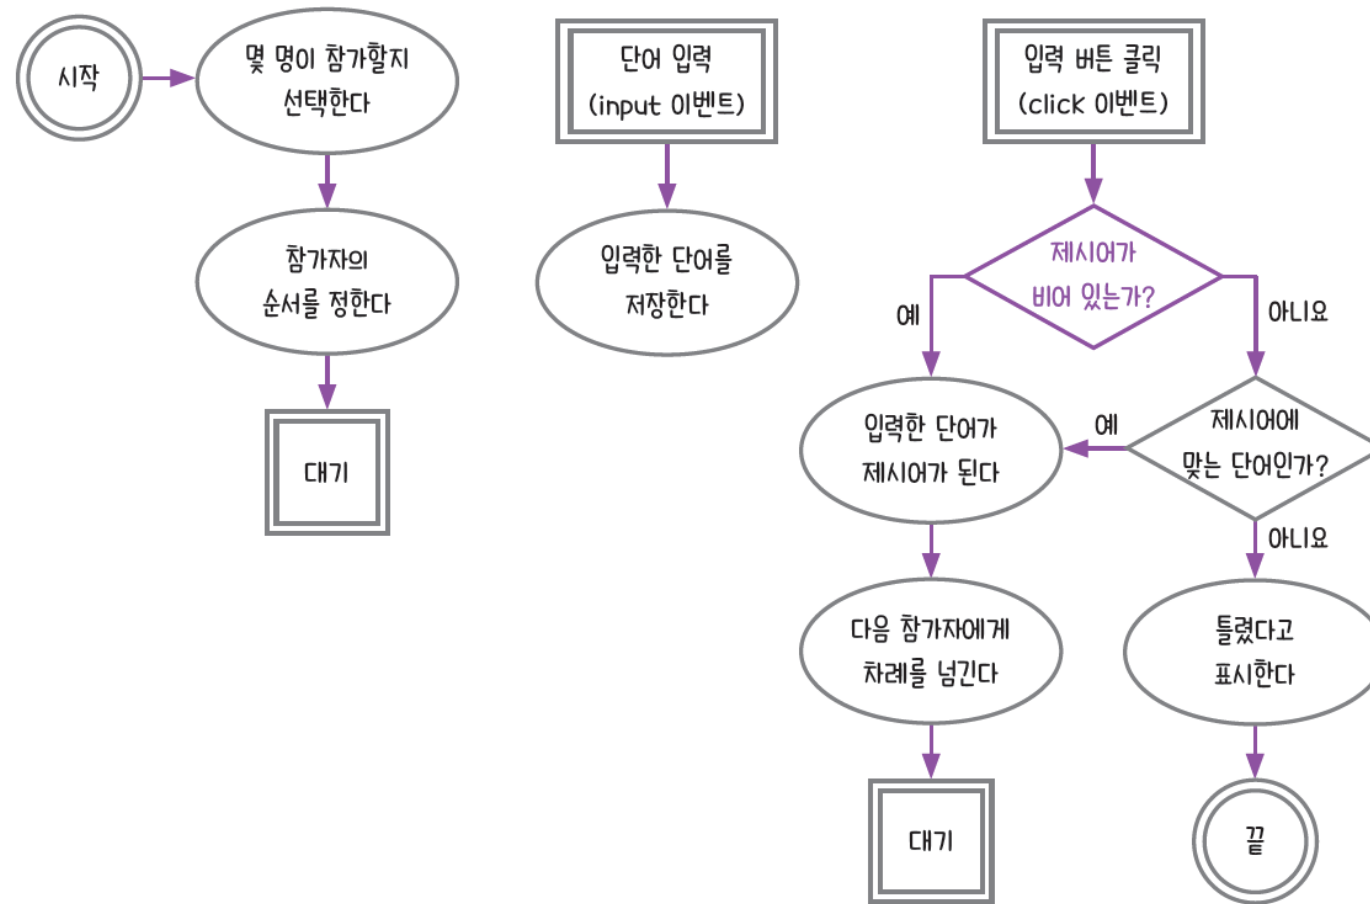 시작
몇 명이 참가할지
선택한다
참가자의
순서를 정한다
대기
단어 입력
(input 이벤트)
입력한 단어를
저장한다
입력 버튼 클릭
(click 이벤트)
제시어가
비어 있는가?
예
아니요
입력한 단어가
제시어가 된다
예
제시어에
맞는 단어인가?
아니요
다음 참가자에게
차례를 넘긴다
틀렸다고
표시한다
대기
끝